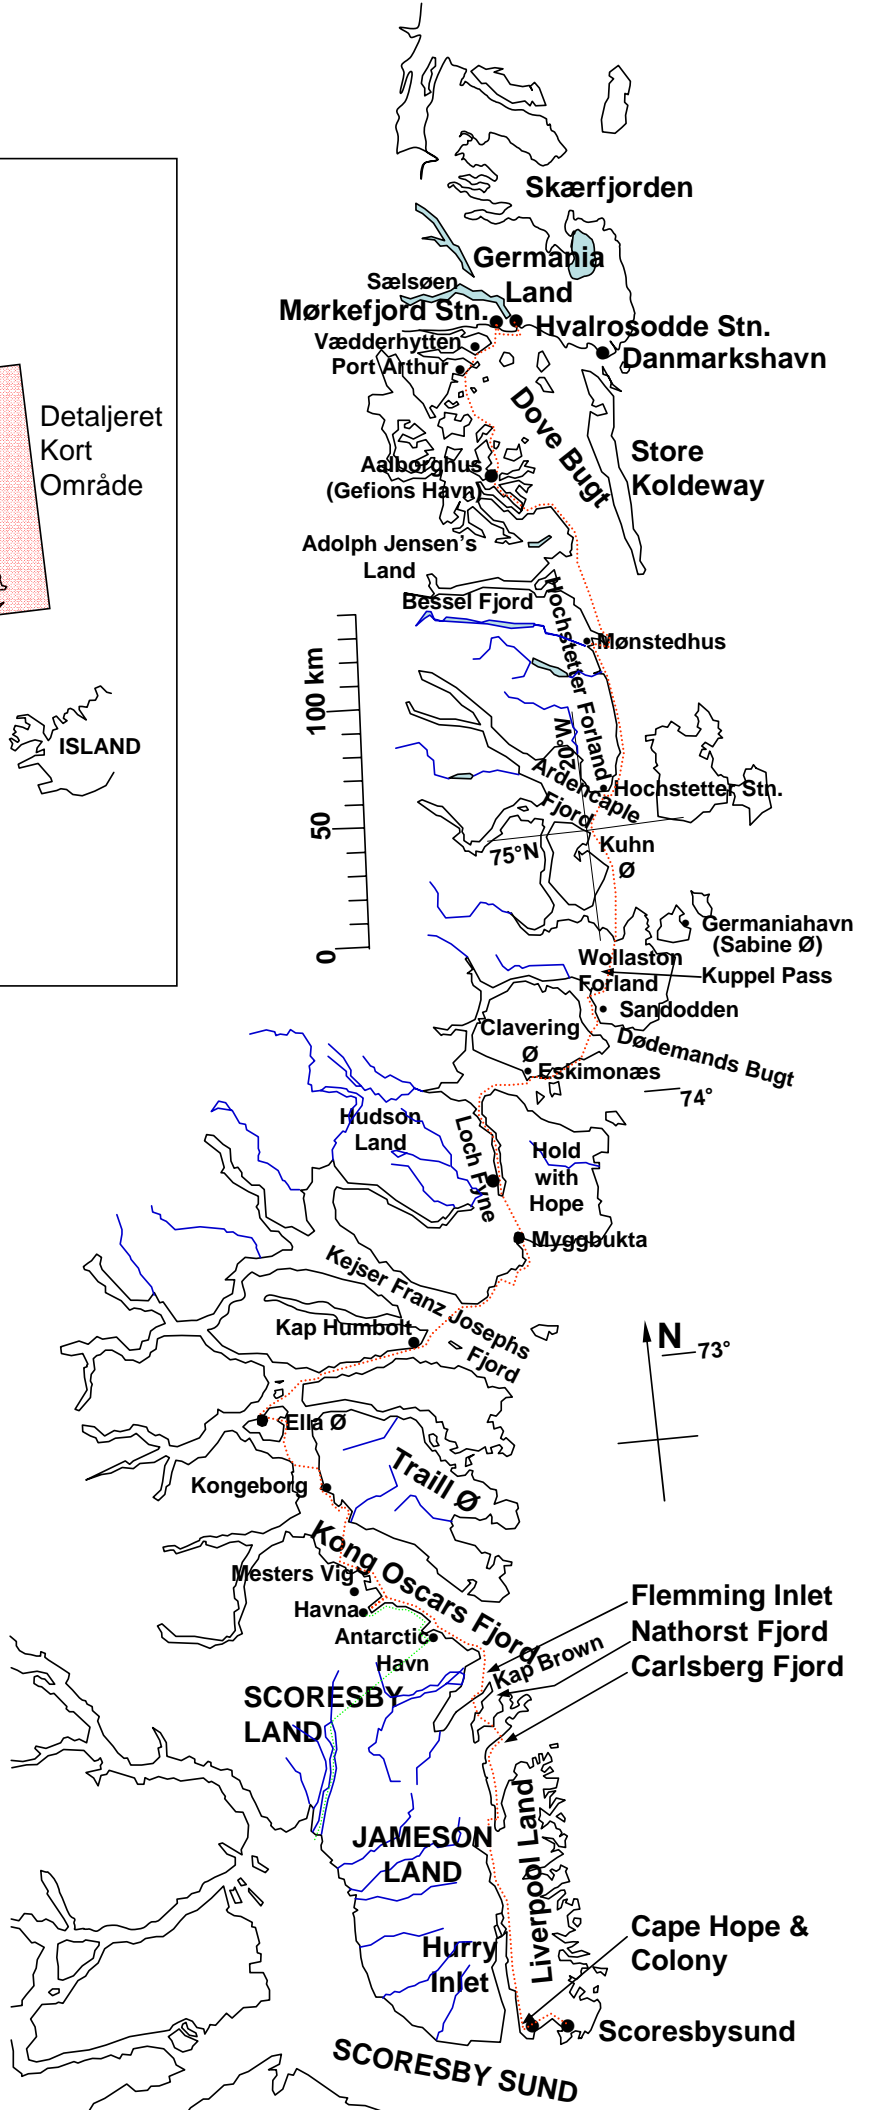 Skærfjorden
Germania
Land
Sælsøen
Mørkefjord Stn.
Hvalrosodde Stn.
Vædderhytten
Danmarkshavn
Port Arthur
Detaljeret
Kort
Område
Dove Bugt
Store
Koldeway
Aalborghus
(Gefions Havn)
Adolph Jensen's
Land
Bessel Fjord
Hochstetter Forland
Mønstedhus
100 km
50
0
ISLAND
20°W
Ardencaple
Fjord
Hochstetter Stn.
75°N
Kuhn
Ø
Germaniahavn
(Sabine Ø)
Wollaston
Forland
Kuppel Pass
Sandodden
Clavering
Ø
Dødemands Bugt
Eskimonæs
74°
Hudson
Land
Loch Fyne
Hold
with
Hope
Myggbukta
Kejser Franz Josephs
Fjord
Kap Humbolt
N
73°
Ella Ø
Traill Ø
Kongeborg
Kong Oscars Fjord
Mesters Vig
Havna
Antarctic
Havn
Flemming Inlet
Kap Brown
Nathorst Fjord
Carlsberg Fjord
SCORESBY
LAND
Liverpool Land
JAMESON
LAND
Hurry
Inlet
Cape Hope &
Colony
Scoresbysund
SCORESBY SUND